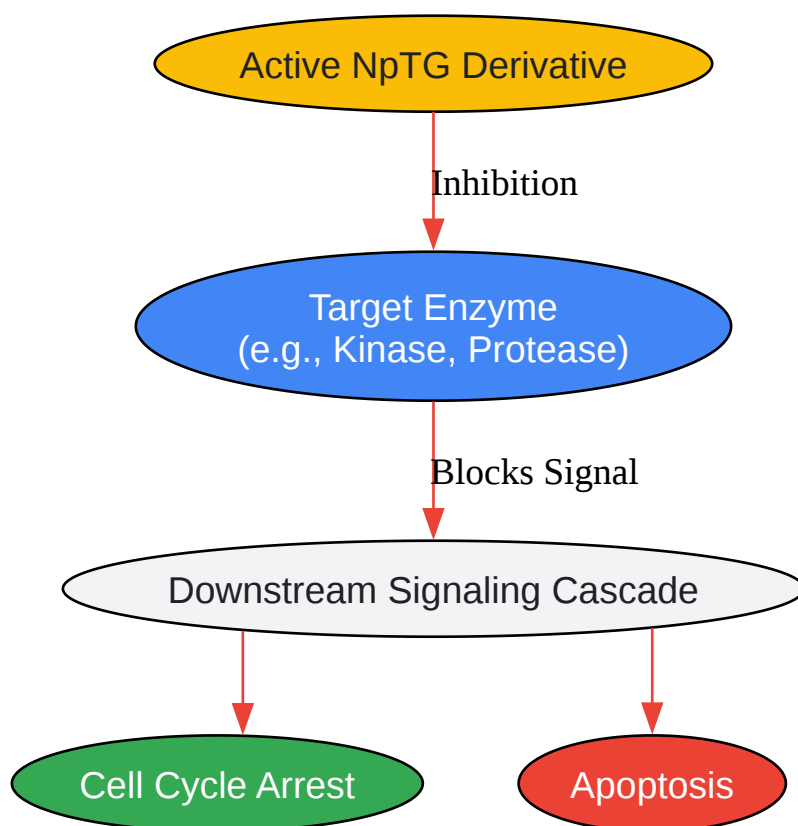 Active NpTG Derivative
Inhibition
Target Enzyme
(e.g., Kinase, Protease)
Blocks Signal
Downstream Signaling Cascade
Cell Cycle Arrest
Apoptosis